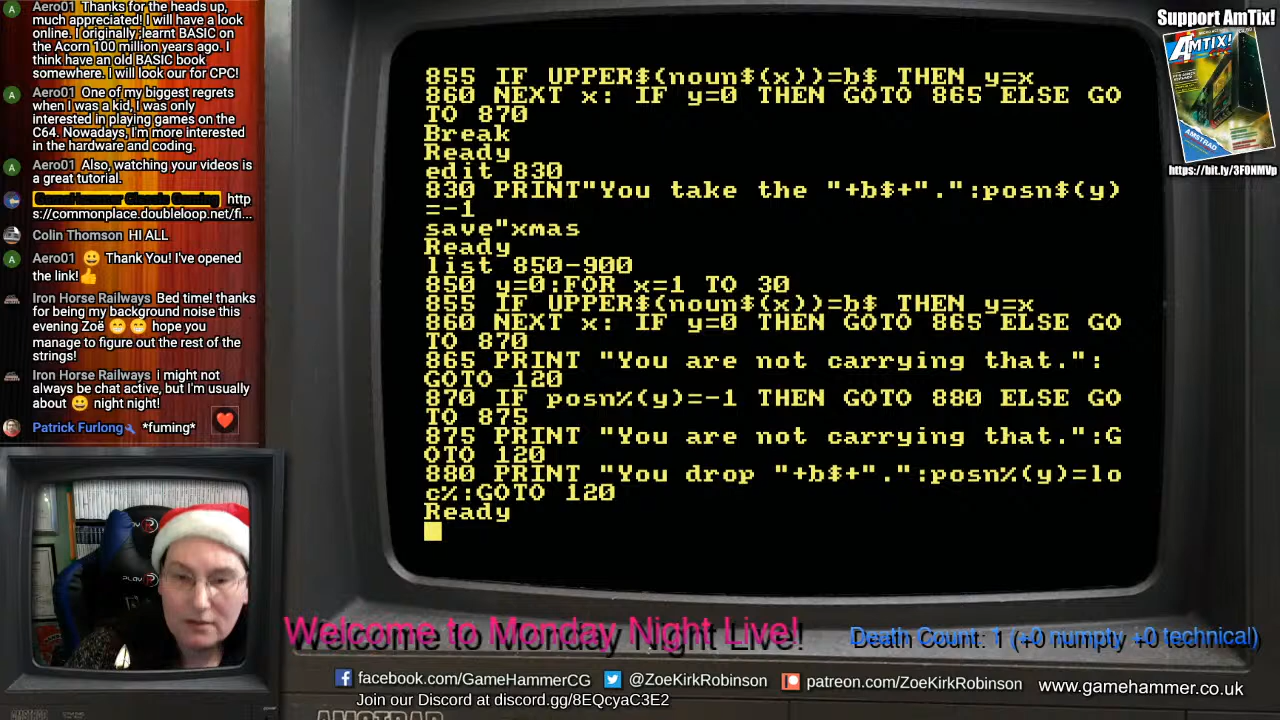 Aero01 Thanks for the heads up,
much appreciated! I will have a look
online. I originally learnt BASIC on
the Acorn 100 million years ago. I
think have an old BASIC book
somewhere. I will look our for CPC!
Aero01 One of my biggest regrets
when I was a kid, I was only
interested in playing games on the
C64. Nowadays, I'm more interested
in the hardware and coding.
Aero01 Also, watching your videos is
a great tutorial.
GameHammer Classic Gaming http
s://commonplace.doubleloop.net/fi...
Colin Thomson HI ALL
Aero01 😀 Thank You! I've opened
the link!👍
Iron Horse Railways Bed time! thanks
for being my background noise this
evening Zoë 😁 😁 hope you
manage to figure out the rest of the
strings!
Iron Horse Railways i might not
always be chat active, but I'm usually
about 😀 night night!
Patrick Furlong *fuming*
855 IF UPPER$(noun$(x))=b$ THEN y=x
860 NEXT x: IF y=0 THEN GOTO 865 ELSE GO
TO 870
Break
Ready
edit 830
830 PRINT"You take the "+b$+".":posn$(y)
=-1
save"xmas
Ready
list 850-900
850 y=0:FOR x=1 TO 30
855 IF UPPER$(noun$(x))=b$ THEN y=x
860 NEXT x: IF y=0 THEN GOTO 865 ELSE GO
TO 870
865 PRINT "You are not carrying that.":
GOTO 120
870 IF posn%(y)=-1 THEN GOTO 880 ELSE GO
TO 875
875 PRINT "You are not carrying that.":G
OTO 120
880 PRINT "You drop "+b$+".":posn%(y)=lo
c%:GOTO 120
Ready
Support AmTix!
AMTIX!
AMSTRAD
https://bit.ly/3FONMVp
Welcome to Monday Night Live!
Death Count: 1 (+0 numpty +0 technical)
facebook.com/GameHammerCG @ZoeKirkRobinson patreon.com/ZoeKirkRobinson www.gamehammer.co.uk
Join our Discord at discord.gg/8EQcyaC3E2
AMSTRAD